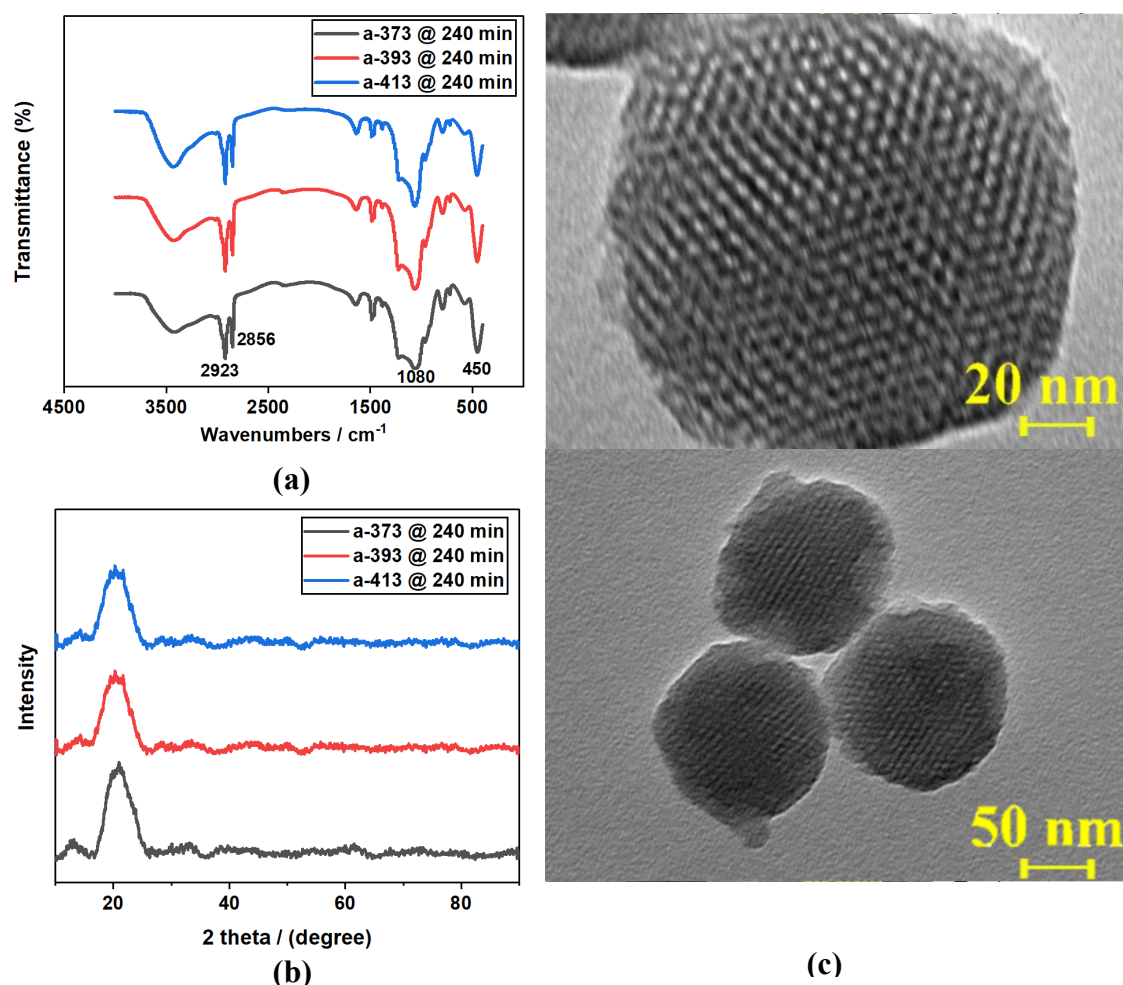 a-373 @ 240 min
a-393 @ 240 min
a-413 @ 240 min
Transmittance (%)
2856
2923
1080
450
4500 3500 2500 1500 500
Wavenumbers / cm⁻¹
(a)
20 nm
a-373 @ 240 min
a-393 @ 240 min
a-413 @ 240 min
Intensity
20 40 60 80
2 theta / (degree)
(b)
50 nm
(c)